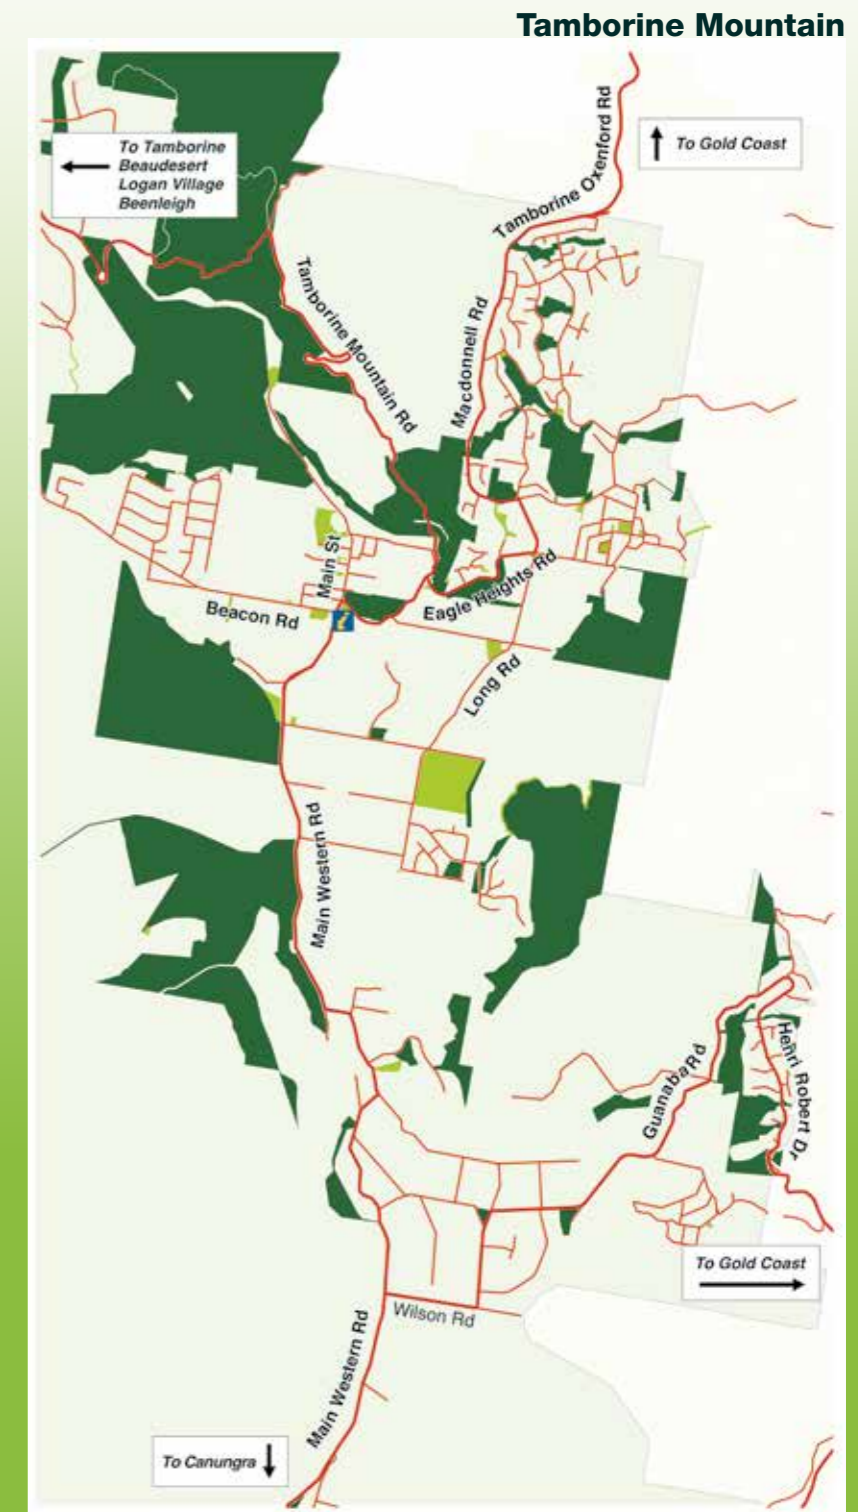 Tamborine Mountain
To Tamborine
Beaudesert
Logan Village
Beenleigh
To Gold Coast
Tamborine Oxenford Rd
Tamborine Mountain Rd
Macdonnell Rd
Main St
Beacon Rd
i
Eagle Heights Rd
Long Rd
Main Western Rd
Guanaba Rd
Henri Robert Dr
To Gold Coast
Wilson Rd
Main Western Rd
To Canungra